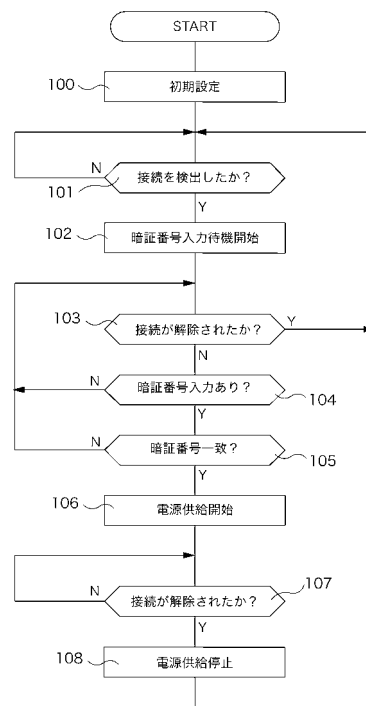 START
100
初期設定
N
接続を検出したか？
101
Y
102
暗証番号入力待機開始
103
接続が解除されたか？
Y
N
N
暗証番号入力あり？
104
Y
N
暗証番号一致？
105
Y
106
電源供給開始
107
N
接続が解除されたか？
Y
108
電源供給停止